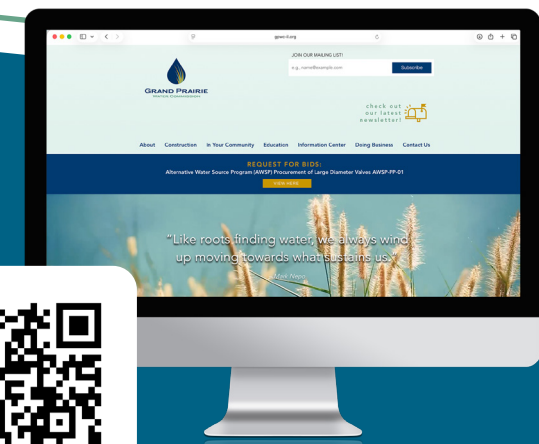 gpwc-il.org
JOIN OUR MAILING LIST!
e.g., name@example.com
Subscribe
GRAND PRAIRIE
WATER COMMISSION
check out
our latest
newsletter!
About Construction In Your Community Education Information Center Doing Business Contact Us
REQUEST FOR BIDS:
Alternative Water Source Program (AWSP) Procurement of Large Diameter Valves AWSP-PP-01
VIEW HERE
"Like roots finding water, we always wind
up moving towards what sustains us."
- Mark Nepo